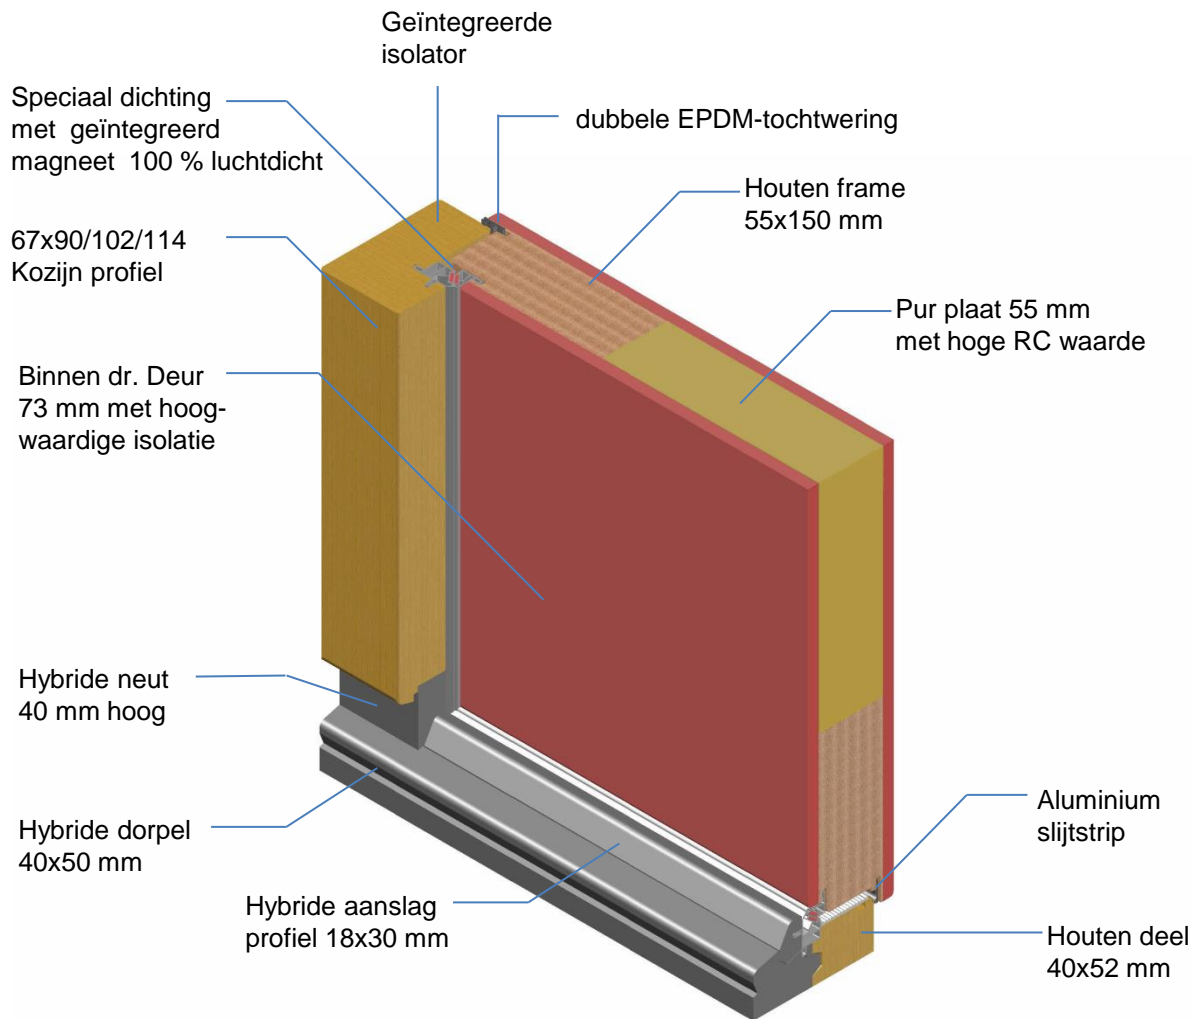 Geïntegreerde
isolator
Speciaal dichting
met geïntegreerd
magneet 100 % luchtdicht
dubbele EPDM-tochtwering
Houten frame
55x150 mm
67x90/102/114
Kozijn profiel
Pur plaat 55 mm
met hoge RC waarde
Binnen dr. Deur
73 mm met hoog-
waardige isolatie
Hybride neut
40 mm hoog
Aluminium
slijtstrip
Hybride dorpel
40x50 mm
Hybride aanslag
profiel 18x30 mm
Houten deel
40x52 mm